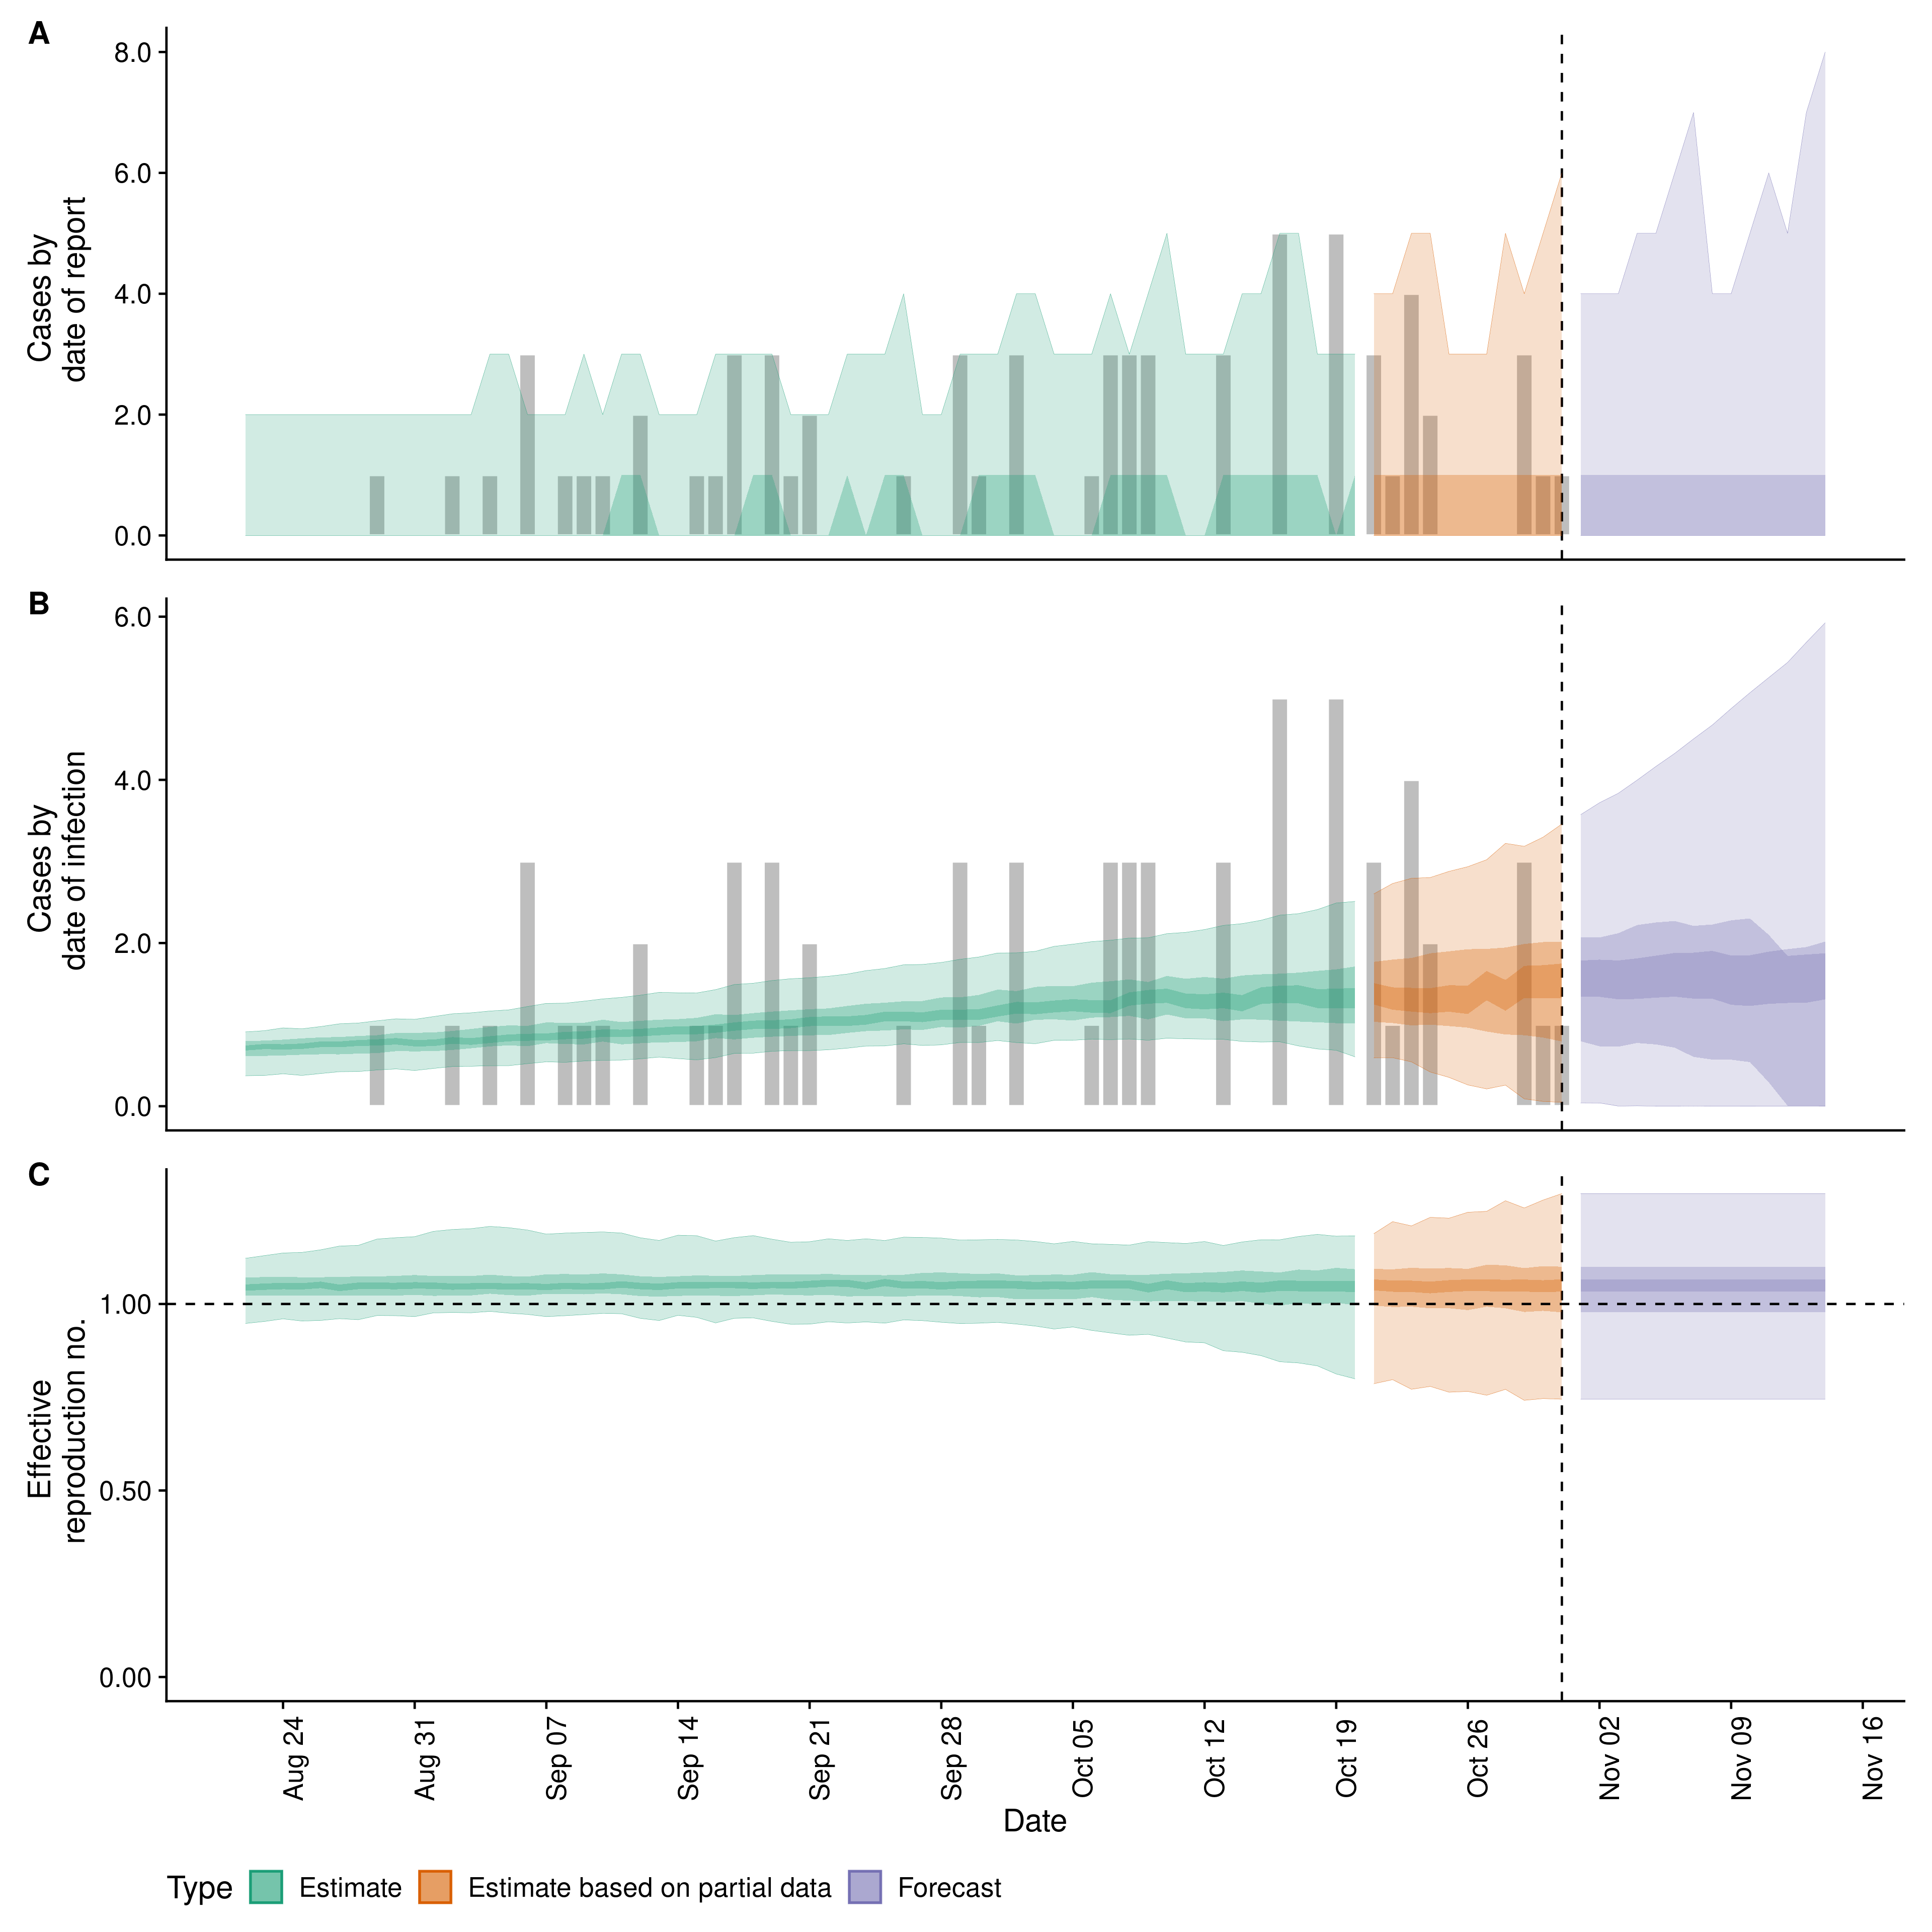 A
8.0
6.0
4.0
2.0
0.0
Cases by
date of report
B
6.0
4.0
2.0
0.0
Cases by
date of infection
C
1.00
0.50
0.00
Effective
reproduction no.
Aug 24
Aug 31
Sep 07
Sep 14
Sep 21
Sep 28
Oct 05
Oct 12
Oct 19
Oct 26
Nov 02
Nov 09
Nov 16
Date
Type Estimate Estimate based on partial data Forecast